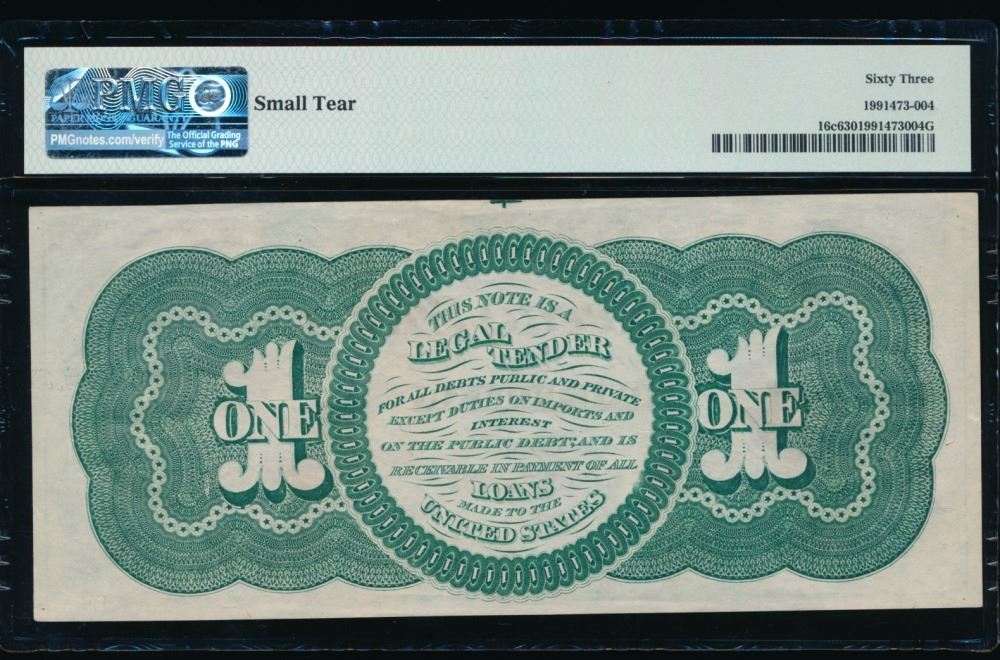 PMG
PAPER MONEY GUARANTY
PMGnotes.com/verify
The Official Grading
Service of the PNG
Small Tear
Sixty Three
1991473-004
16c6301991473004G
THIS NOTE IS A
LEGAL
TENDER
FOR ALL DEBTS PUBLIC AND PRIVATE
EXCEPT DUTIES ON IMPORTS AND
INTEREST
ON THE PUBLIC DEBT; AND IS
RECEIVABLE IN PAYMENT OF ALL
LOANS
MADE TO THE
UNITED STATES
1
ONE
1
ONE